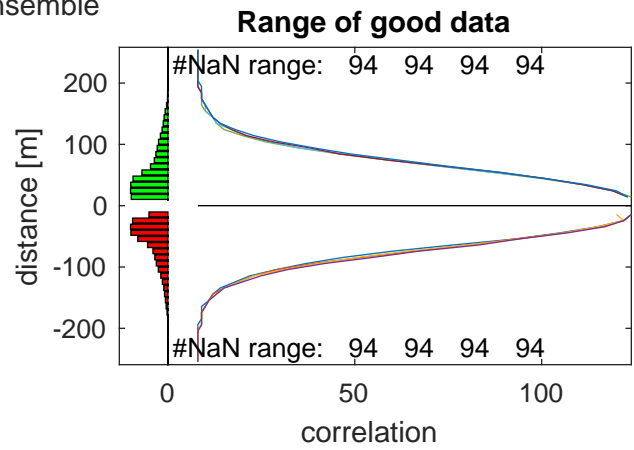 Range of good data
#NaN range: 94 94 94 94
200
100
0
-100
-200
distance [m]
#NaN range: 94 94 94 94
0 50 100
correlation